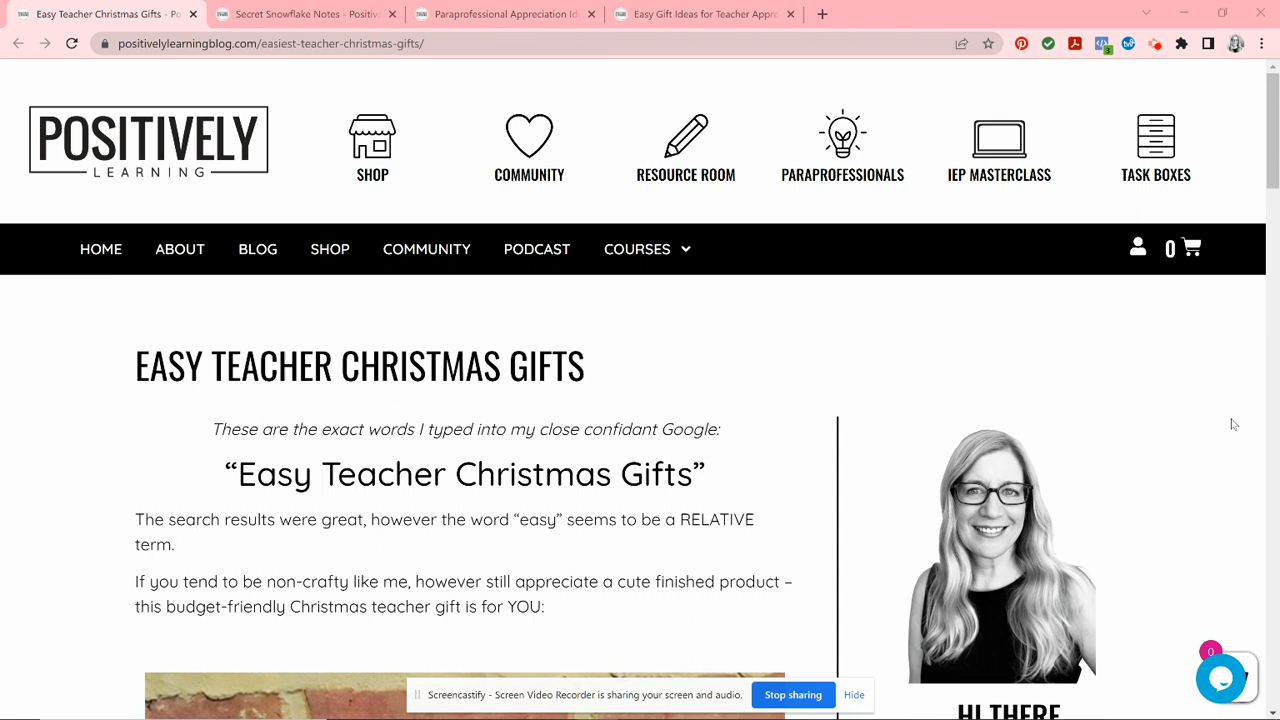 Easy Teacher Christmas Gifts - Po
Secret Snowflake Notes - Positiv
Paraprofessional Appreciation Id
Easy Gift Ideas for Teacher Appre
positivelylearningblog.com/easiest-teacher-christmas-gifts/
3
POSITIVELY
LEARNING
SHOP
COMMUNITY
RESOURCE ROOM
PARAPROFESSIONALS
IEP MASTERCLASS
TASK BOXES
HOME
ABOUT
BLOG
SHOP
COMMUNITY
PODCAST
COURSES
0
EASY TEACHER CHRISTMAS GIFTS
These are the exact words I typed into my close confidant Google:
“Easy Teacher Christmas Gifts”
The search results were great, however the word “easy” seems to be a RELATIVE
term.
If you tend to be non-crafty like me, however still appreciate a cute finished product –
this budget-friendly Christmas teacher gift is for YOU:
HI THERE
0
Screencastify - Screen Video Recorder is sharing your screen and audio.
Stop sharing
Hide